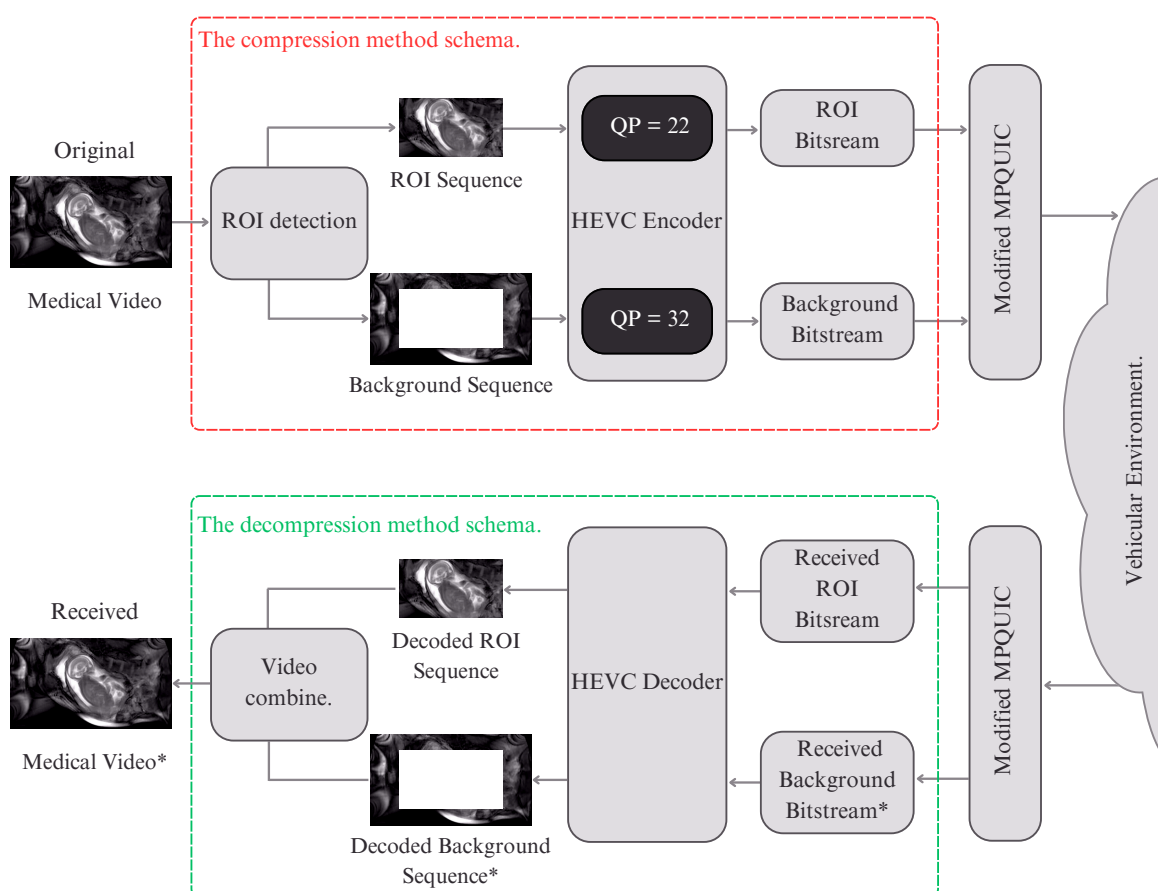 The compression method schema.
Original
Medical Video
ROI detection
ROI Sequence
Background Sequence
QP = 22
HEVC Encoder
QP = 32
ROI
Bitsream
Background
Bitstream
Modified MPQUIC
Vehicular Environment.
The decompression method schema.
Received
Medical Video*
Video
combine.
Decoded ROI
Sequence
Decoded Background
Sequence*
HEVC Decoder
Received
ROI
Bitsream
Received
Background
Bitstream*
Modified MPQUIC